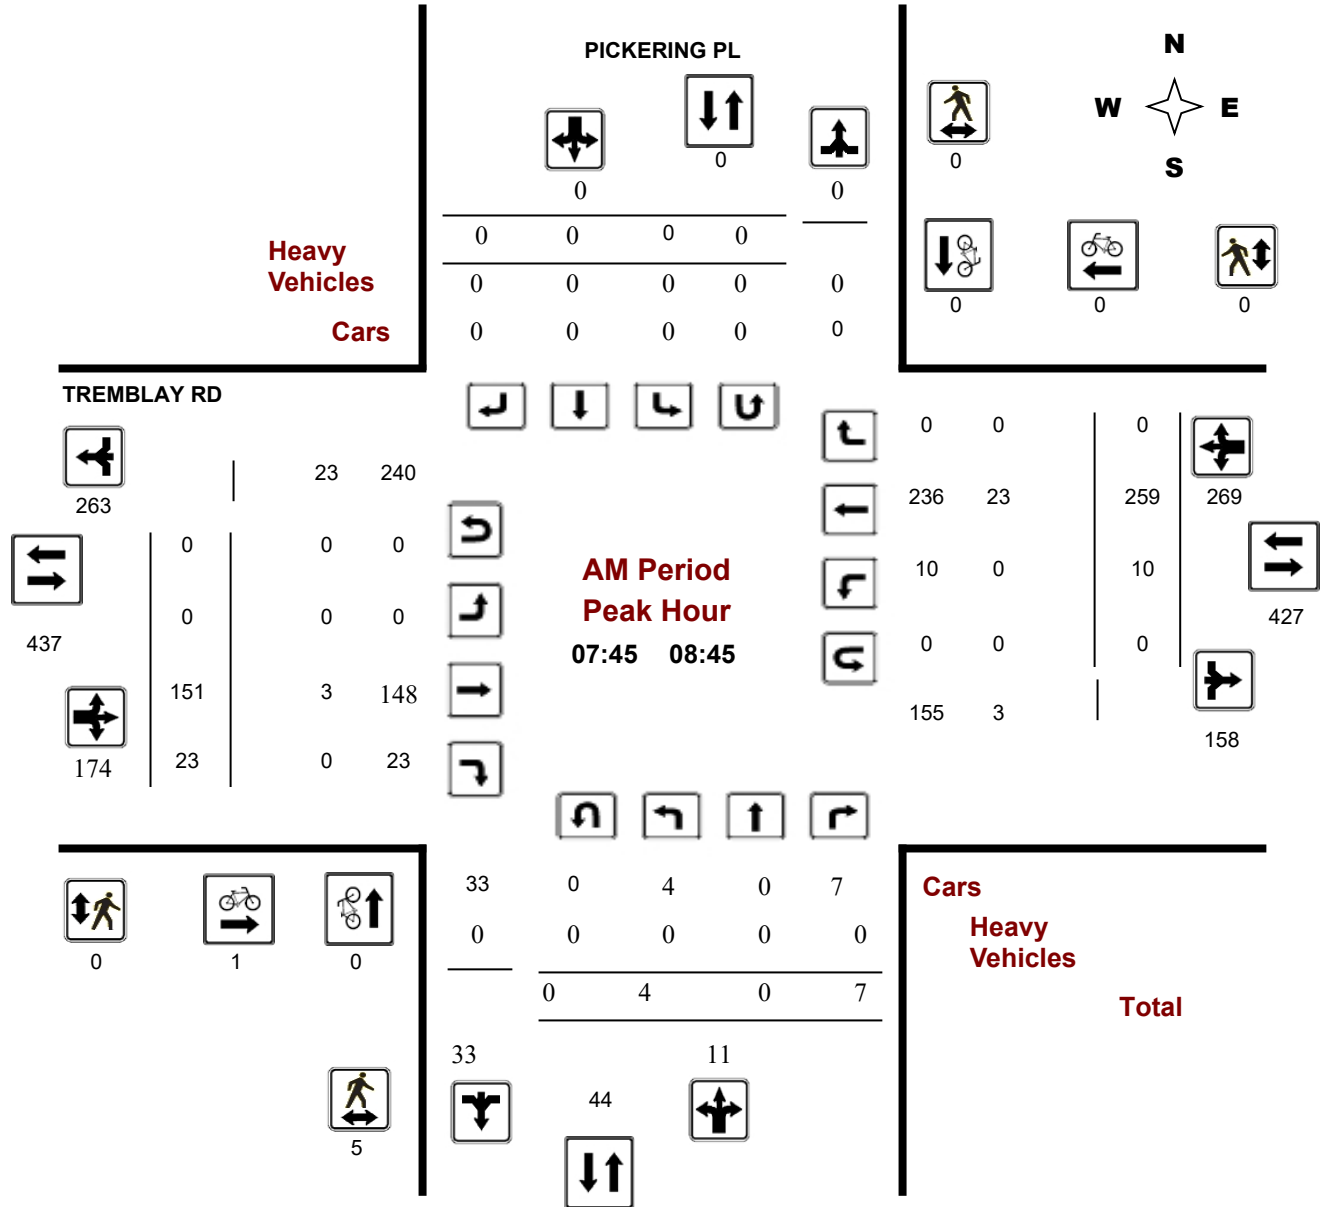 PICKERING PL
N
W E
S
0
0
0
0
0
0 0 0 0
Heavy
Vehicles
0 0 0 0 0
0 0 0
Cars
0 0 0 0 0
TREMBLAY RD
263
23 240
0 0 0
0 0 0
437
151 3 148
174
23 0 23
AM Period
Peak Hour
07:45 08:45
0 0 0
236 23 259 269
10 0 10
427
0 0 0
155 3
158
0 1 0
33 0 4 0 7
0 0 0 0 0
0 4 0 7
Cars
Heavy
Vehicles
Total
33 11
44
5